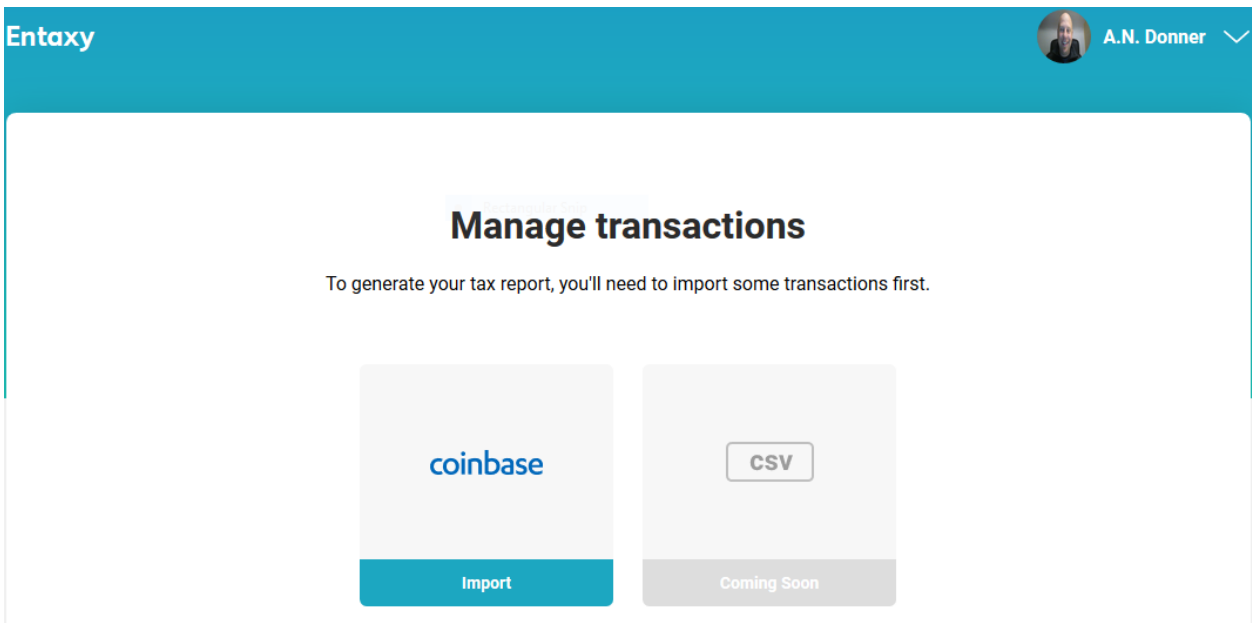 Entaxy
A.N. Donner
Manage transactions
To generate your tax report, you'll need to import some transactions first.
coinbase
CSV
Import
Coming Soon